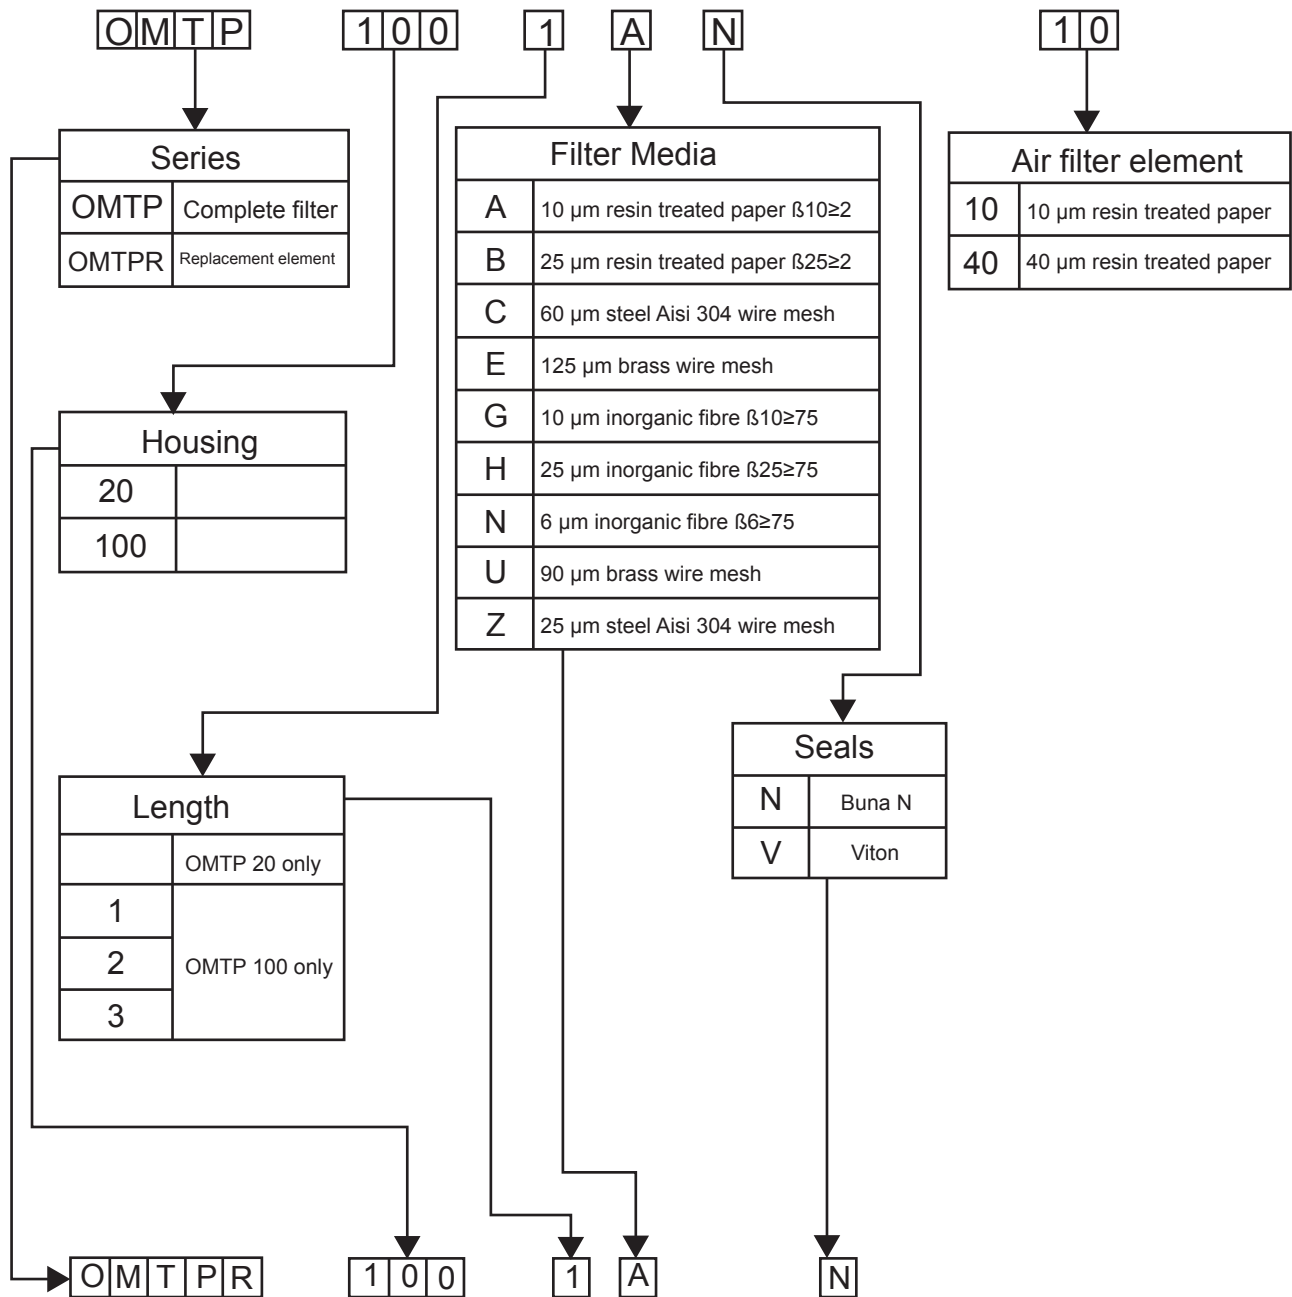 OMTP 100 1 A N 10
Series
OMTP Complete filter
OMTPR Replacement element
Housing
20
100
Length
OMTP 20 only
1
2 OMTP 100 only
3
Filter Media
A 10 µm resin treated paper ß10≥2
B 25 µm resin treated paper ß25≥2
C 60 µm steel Aisi 304 wire mesh
E 125 µm brass wire mesh
G 10 µm inorganic fibre ß10≥75
H 25 µm inorganic fibre ß25≥75
N 6 µm inorganic fibre ß6≥75
U 90 µm brass wire mesh
Z 25 µm steel Aisi 304 wire mesh
Seals
N Buna N
V Viton
Air filter element
10 10 µm resin treated paper
40 40 µm resin treated paper
OMTPR 100 1 A N